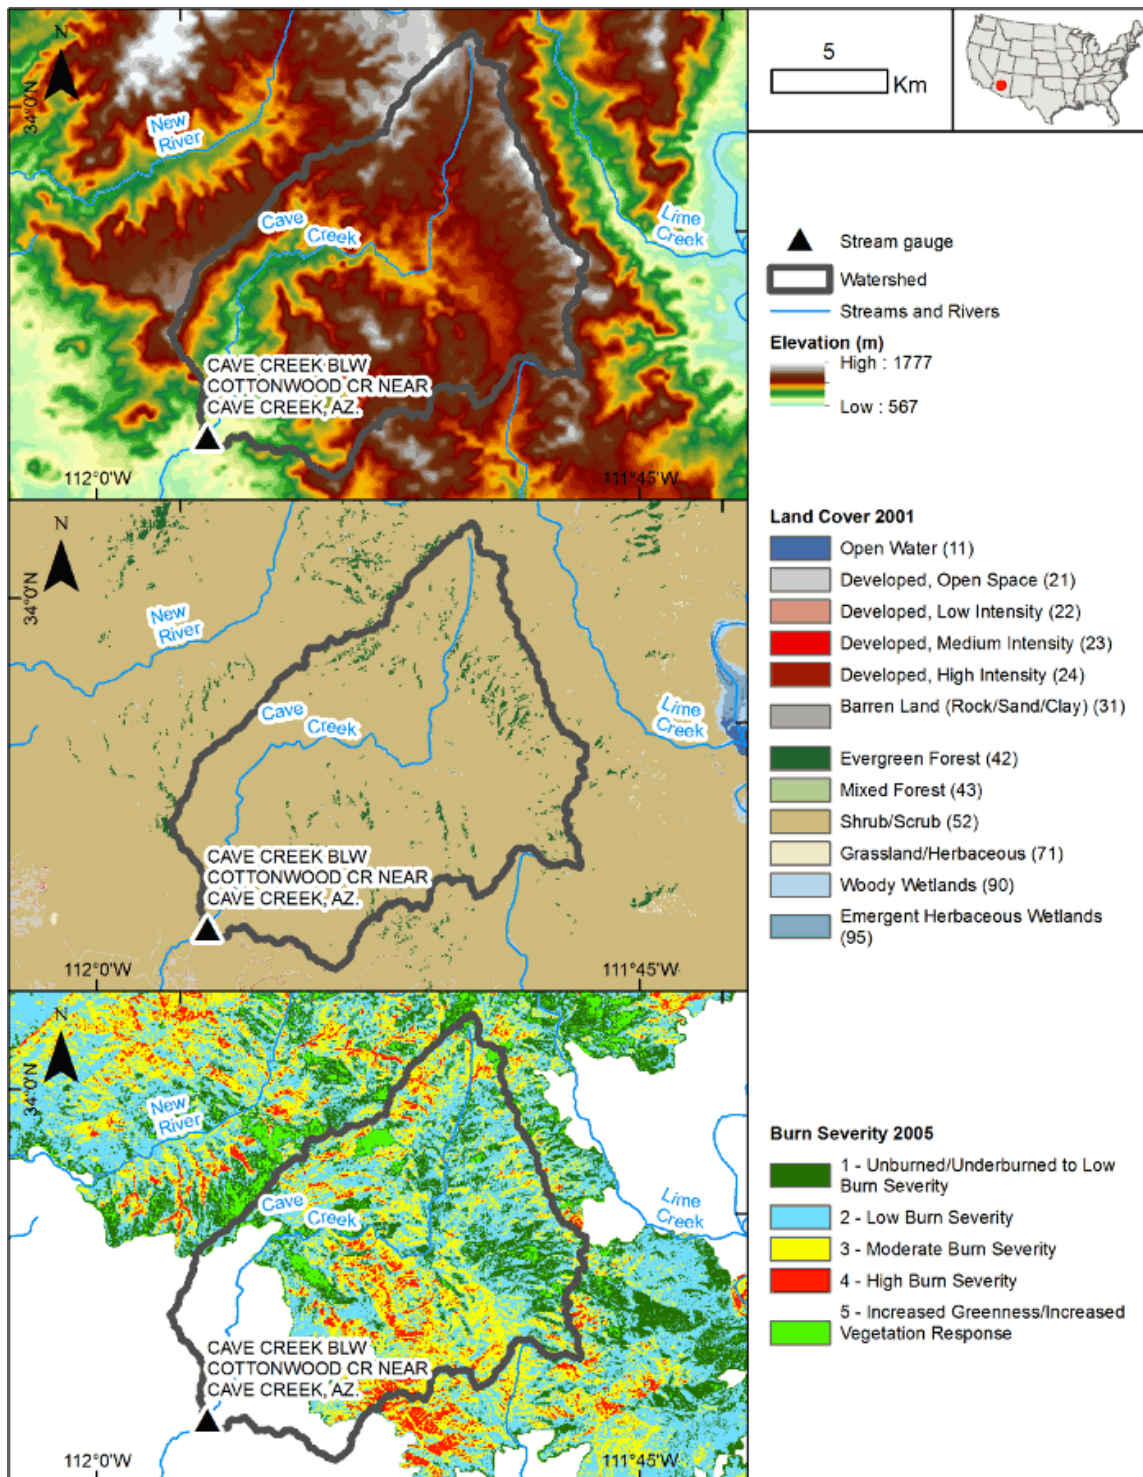 N
34°0'N
New
River
Cave
Creek
Lime
Creek
CAVE CREEK BLW
COTTONWOOD CR NEAR
CAVE CREEK, AZ.
112°0'W
111°45'W
5
Km
Stream gauge
Watershed
Streams and Rivers
Elevation (m)
High : 1777
Low : 567
N
34°0'N
New
River
Cave
Creek
Lime
Creek
CAVE CREEK BLW
COTTONWOOD CR NEAR
CAVE CREEK, AZ.
112°0'W
111°45'W
Land Cover 2001
Open Water (11)
Developed, Open Space (21)
Developed, Low Intensity (22)
Developed, Medium Intensity (23)
Developed, High Intensity (24)
Barren Land (Rock/Sand/Clay) (31)
Evergreen Forest (42)
Mixed Forest (43)
Shrub/Scrub (52)
Grassland/Herbaceous (71)
Woody Wetlands (90)
Emergent Herbaceous Wetlands
(95)
N
34°0'N
New
River
Cave
Creek
Lime
Creek
CAVE CREEK BLW
COTTONWOOD CR NEAR
CAVE CREEK, AZ.
112°0'W
111°45'W
Burn Severity 2005
1 - Unburned/Underburned to Low
Burn Severity
2 - Low Burn Severity
3 - Moderate Burn Severity
4 - High Burn Severity
5 - Increased Greenness/Increased
Vegetation Response